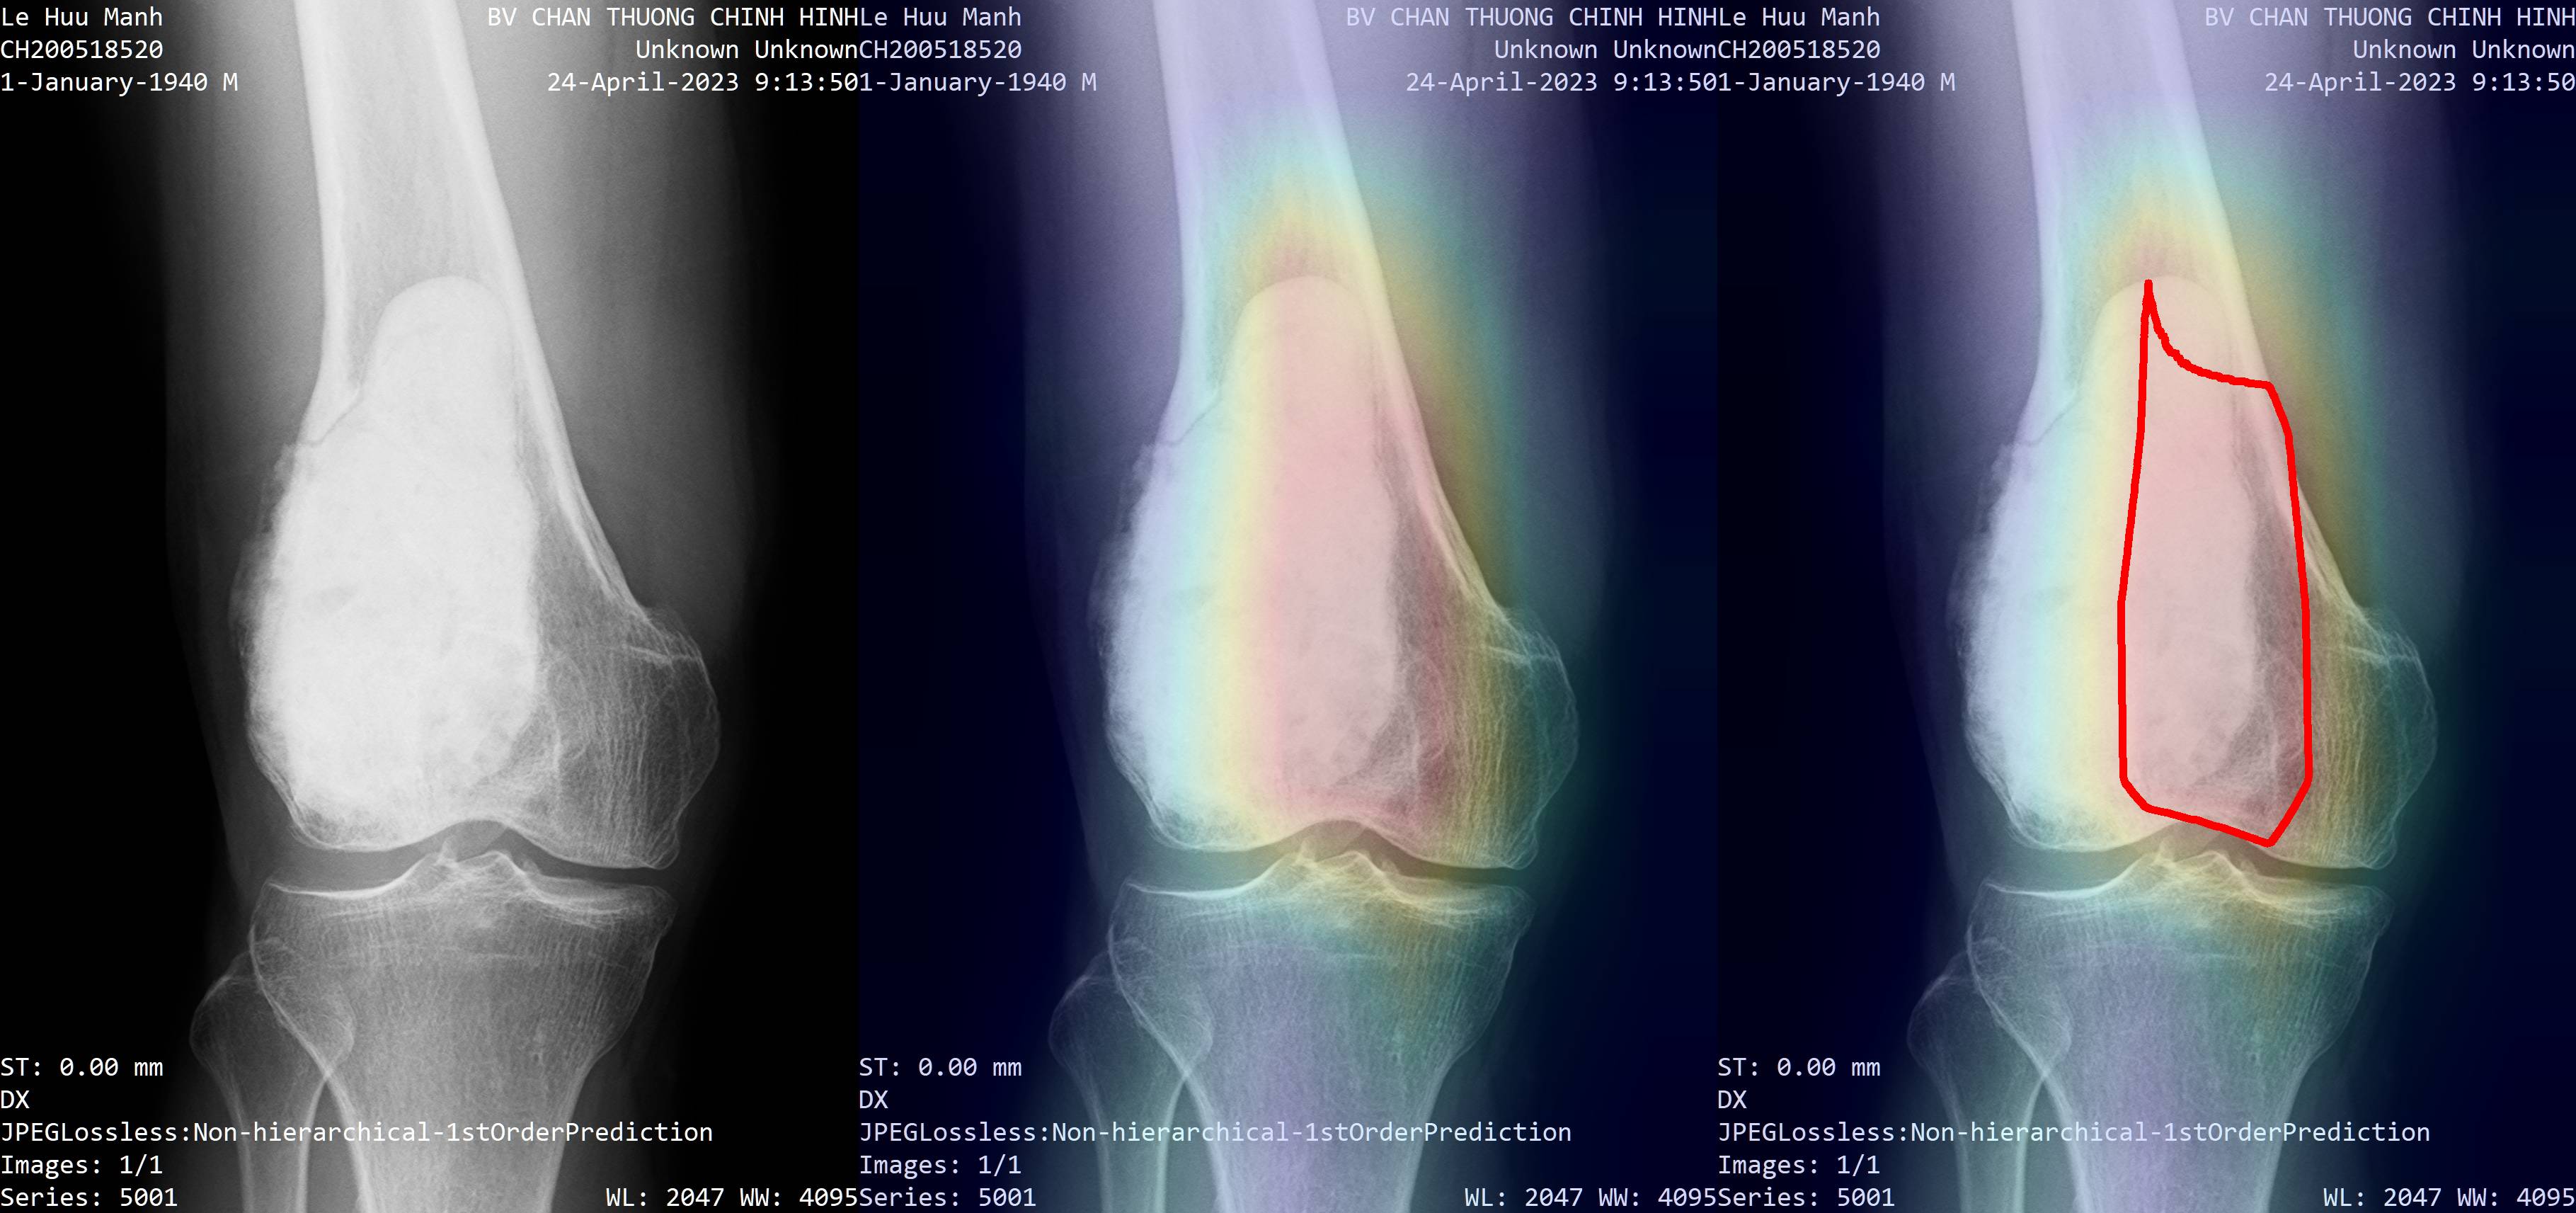 Le Huu Manh
CH200518520
1-January-1940 M
BV CHAN THUONG CHINH HINH
Unknown Unknown
24-April-2023 9:13:50
ST: 0.00 mm
DX
JPEGLossless:Non-hierarchical-1stOrderPrediction
Images: 1/1
Series: 5001
WL: 2047 WW: 4095
Le Huu Manh
CH200518520
1-January-1940 M
BV CHAN THUONG CHINH HINH
Unknown Unknown
24-April-2023 9:13:50
ST: 0.00 mm
DX
JPEGLossless:Non-hierarchical-1stOrderPrediction
Images: 1/1
Series: 5001
WL: 2047 WW: 4095
Le Huu Manh
CH200518520
1-January-1940 M
BV CHAN THUONG CHINH HINH
Unknown Unknown
24-April-2023 9:13:50
ST: 0.00 mm
DX
JPEGLossless:Non-hierarchical-1stOrderPrediction
Images: 1/1
Series: 5001
WL: 2047 WW: 4095